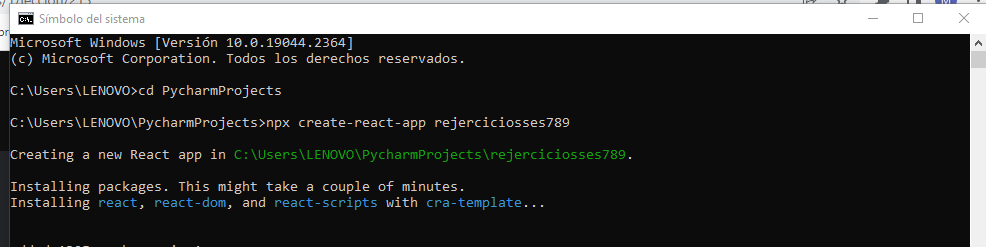 Símbolo del sistema
Microsoft Windows [Versión 10.0.19044.2364]
(c) Microsoft Corporation. Todos los derechos reservados.
C:\Users\LENOVO>cd PycharmProjects
C:\Users\LENOVO\PycharmProjects>npx create-react-app rejerciciosses789
Creating a new React app in C:\Users\LENOVO\PycharmProjects\rejerciciosses789.
Installing packages. This might take a couple of minutes.
Installing react, react-dom, and react-scripts with cra-template...